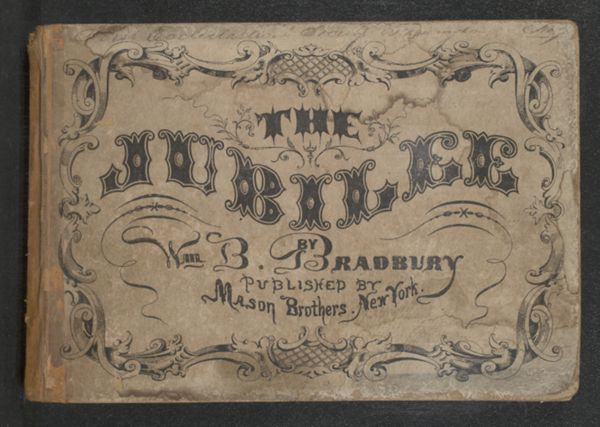 THE
JUBILEE
BY
Wm B. BRADBURY
PUBLISHED BY
MASON BROTHERS. NEW YORK.